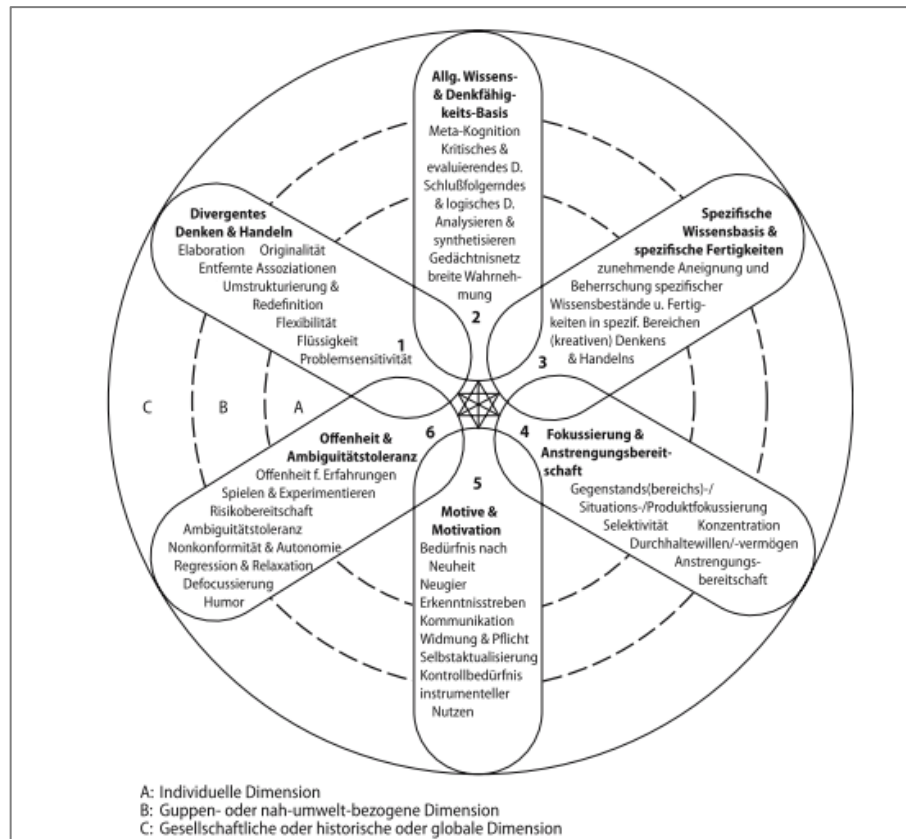 Allg. Wissens-
& Denkfähig-
keits-Basis
Meta-Kognition
Kritisches &
evaluierendes D.
Schlußfolgerndes
& logisches D.
Analysieren &
synthetisieren
Gedächtnisnetz
breite Wahrneh-
mung
2
Divergentes
Denken & Handeln
Elaboration Originalität
Entfernte Assoziationen
Umstrukturierung &
Redefinition
Flexibilität
Flüssigkeit
Problemsensitivität
1
Spezifische
Wissensbasis &
spezifische Fertigkeiten
zunehmende Aneignung und
Beherrschung spezifischer
Wissensbestände u. Fertig-
keiten in spezif. Bereichen
(kreativen) Denkens
& Handelns
3
C B A
6
Offenheit &
Ambiguitätstoleranz
Offenheit f. Erfahrungen
Spielen & Experimentieren
Risikobereitschaft
Ambiguitätstoleranz
Nonkonformität & Autonomie
Regression & Relaxation
Defocussierung
Humor
4
Fokussierung &
Anstrengungsbereit-
schaft
Gegenstands(bereichs)-/
Situations-/Produktfokussierung
Selektivität Konzentration
Durchhaltewillen/-vermögen
Anstrengungs-
bereitschaft
5
Motive &
Motivation
Bedürfnis nach
Neuheit
Neugier
Erkenntnisstreben
Kommunikation
Widmung & Pflicht
Selbstaktualisierung
Kontrollbedürfnis
instrumenteller
Nutzen
A: Individuelle Dimension
B: Guppen- oder nah-umwelt-bezogene Dimension
C: Gesellschaftliche oder historische oder globale Dimension